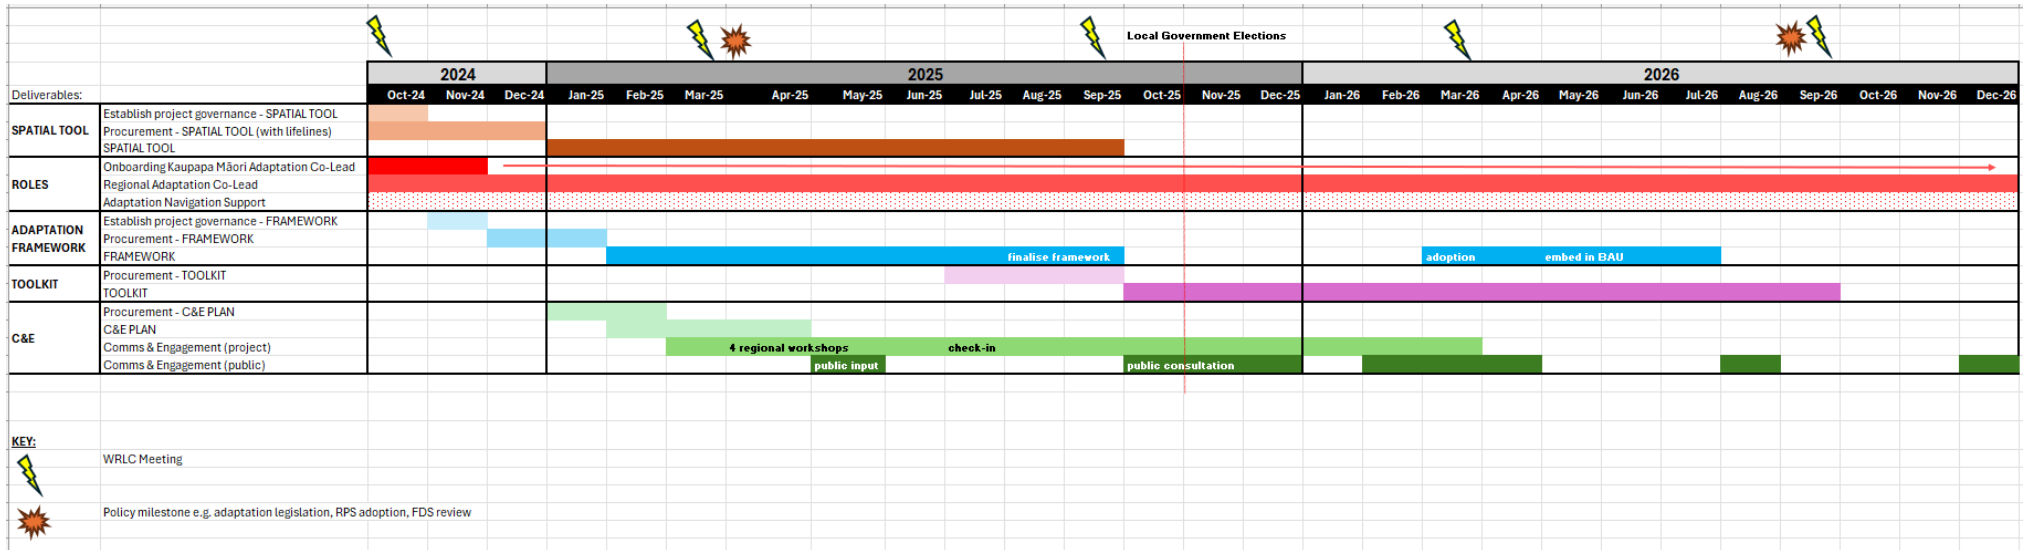 Local Government Elections
2024 2025 2026
Deliverables: Oct-24 Nov-24 Dec-24 Jan-25 Feb-25 Mar-25 Apr-25 May-25 Jun-25 Jul-25 Aug-25 Sep-25 Oct-25 Nov-25 Dec-25 Jan-26 Feb-26 Mar-26 Apr-26 May-26 Jun-26 Jul-26 Aug-26 Sep-26 Oct-26 Nov-26 Dec-26
SPATIAL TOOL
Establish project governance - SPATIAL TOOL
Procurement - SPATIAL TOOL (with lifelines)
SPATIAL TOOL
ROLES
Onboarding Kaupapa Māori Adaptation Co-Lead
Regional Adaptation Co-Lead
Adaptation Navigation Support
ADAPTATION
FRAMEWORK
Establish project governance - FRAMEWORK
Procurement - FRAMEWORK
FRAMEWORK finalise framework adoption embed in BAU
TOOLKIT
Procurement - TOOLKIT
TOOLKIT
C&E
Procurement - C&E PLAN
C&E PLAN
Comms & Engagement (project) 4 regional workshops check-in
Comms & Engagement (public) public input public consultation
KEY:
WRLC Meeting
Policy milestone e.g. adaptation legislation, RPS adoption, FDS review